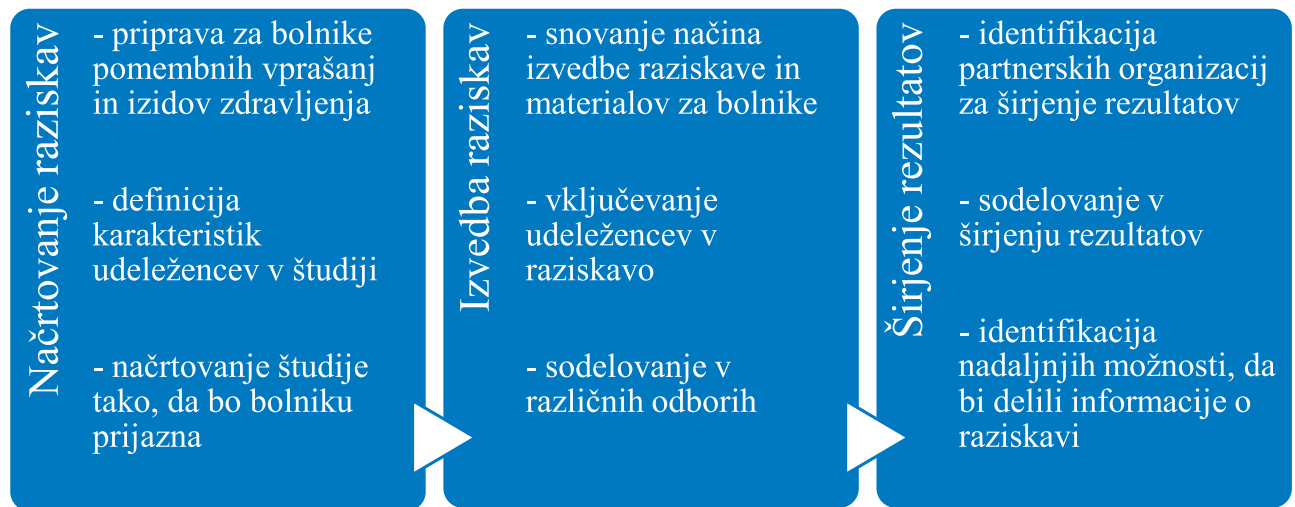 Načrtovanje raziskav
- priprava za bolnike
pomembnih vprašanj
in izidov zdravljenja
- definicija
karakteristik
udeležencev v študiji
- načrtovanje študije
tako, da bo bolniku
prijazna
Izvedba raziskav
- snovanje načina
izvedbe raziskave in
materialov za bolnike
- vključevanje
udeležencev v
raziskavo
- sodelovanje v
različnih odborih
Širjenje rezultatov
- identifikacija
partnerskih organizacij
za širjenje rezultatov
- sodelovanje v
širjenju rezultatov
- identifikacija
nadaljnjih možnosti, da
bi delili informacije o
raziskavi